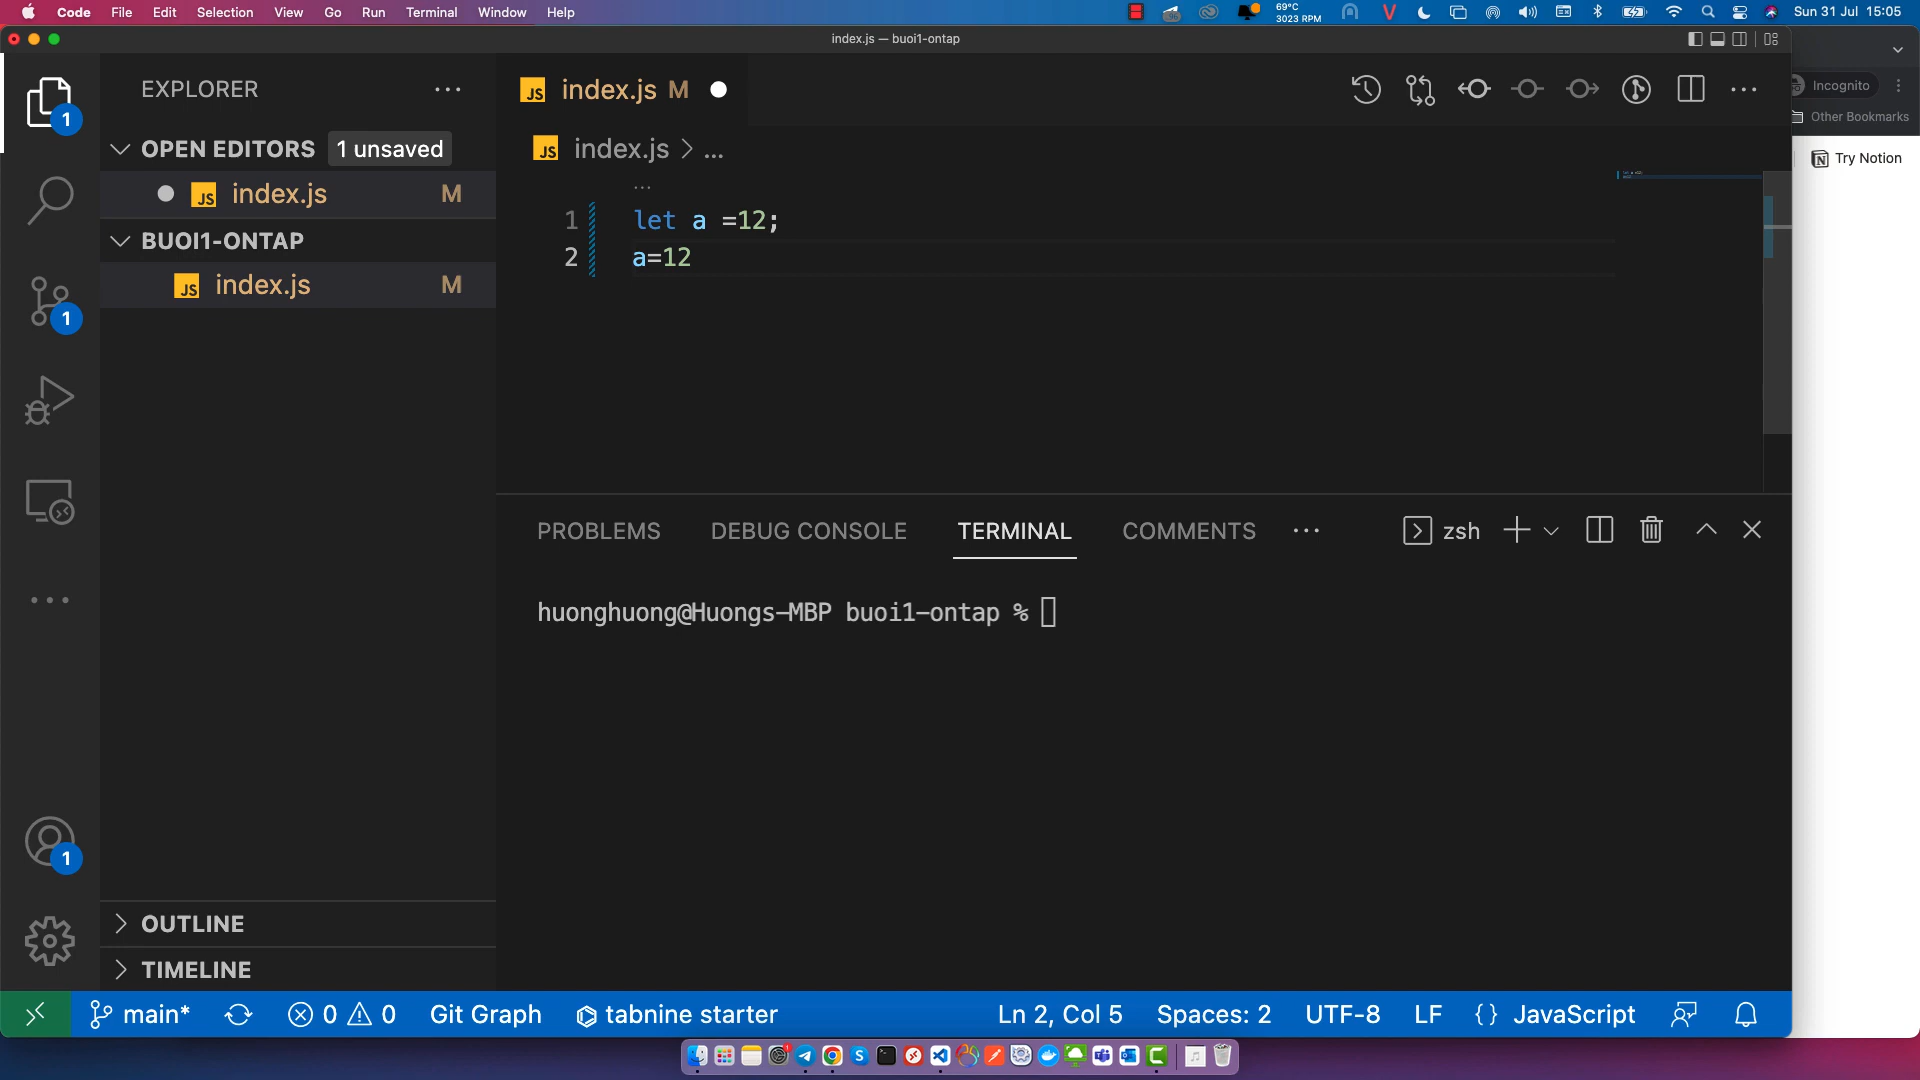 Code File Edit Selection View Go Run Terminal Window Help 69°C 3023 RPM Sun 31 Jul 15:05
index.js — buoi1-ontap
EXPLORER
OPEN EDITORS 1 unsaved
index.js M
BUOI1-ONTAP
index.js M
OUTLINE
TIMELINE
index.js M
index.js > ...
1 let a =12;
2 a=12
PROBLEMS DEBUG CONSOLE TERMINAL COMMENTS zsh
huonghuong@Huongs-MBP buoi1-ontap %
Incognito
Other Bookmarks
Try Notion
1
1
1
main* 0 0 Git Graph tabnine starter Ln 2, Col 5 Spaces: 2 UTF-8 LF {} JavaScript